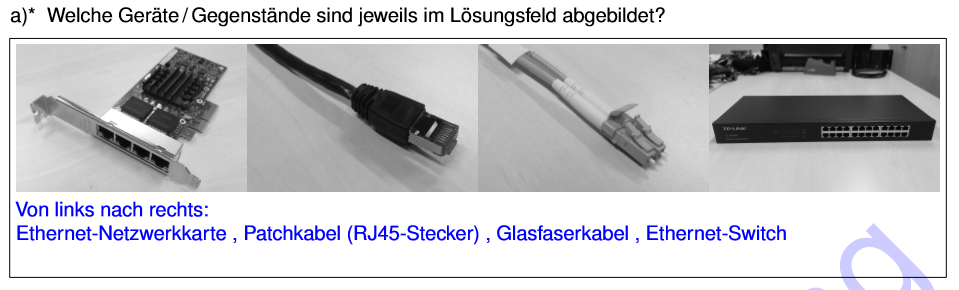 a)* Welche Geräte / Gegenstände sind jeweils im Lösungsfeld abgebildet?
TP-LINK
Von links nach rechts:
Ethernet-Netzwerkkarte , Patchkabel (RJ45-Stecker) , Glasfaserkabel , Ethernet-Switch